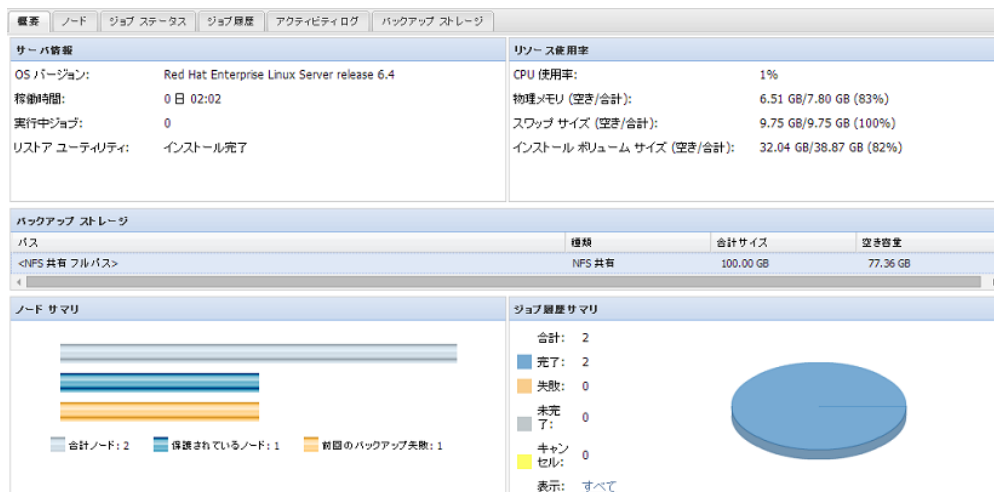 概要 ノード ジョブ ステータス ジョブ履歴 アクティビティ ログ バックアップ ストレージ
サーバ情報
OS バージョン: Red Hat Enterprise Linux Server release 6.4
稼働時間: 0 日 02:02
実行中ジョブ: 0
リストア ユーティリティ: インストール完了
リソース使用率
CPU 使用率: 1%
物理メモリ (空き/合計): 6.51 GB/7.80 GB (83%)
スワップ サイズ (空き/合計): 9.75 GB/9.75 GB (100%)
インストール ボリューム サイズ (空き/合計): 32.04 GB/38.87 GB (82%)
バックアップ ストレージ
パス 種類 合計サイズ 空き容量
<NFS 共有 フル パス> NFS 共有 100.00 GB 77.36 GB
ノード サマリ
合計ノード: 2 保護されているノード: 1 前回のバックアップ失敗: 1
ジョブ履歴サマリ
合計: 2
完了: 2
失敗: 0
未完
了: 0
キャン
セル: 0
表示: すべて